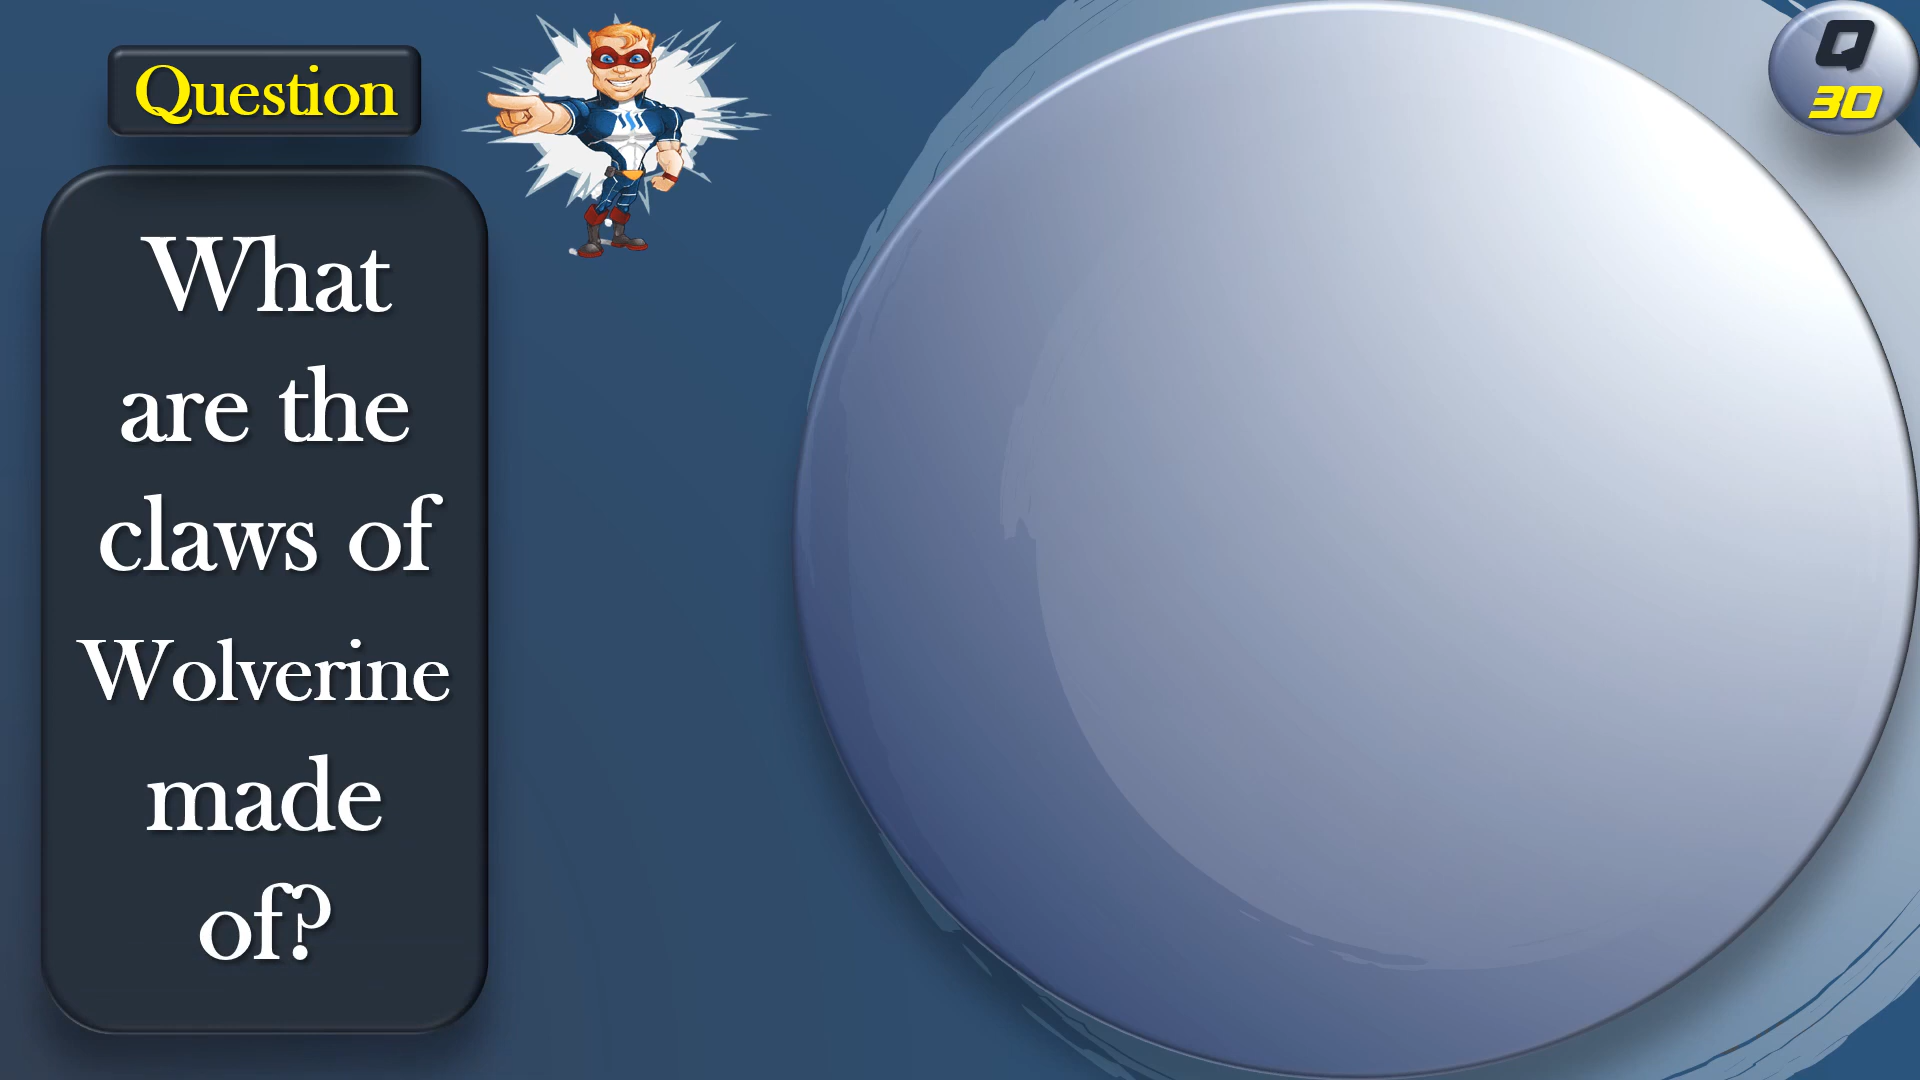 Question
What
are the
claws of
Wolverine
made
of?
Q
30